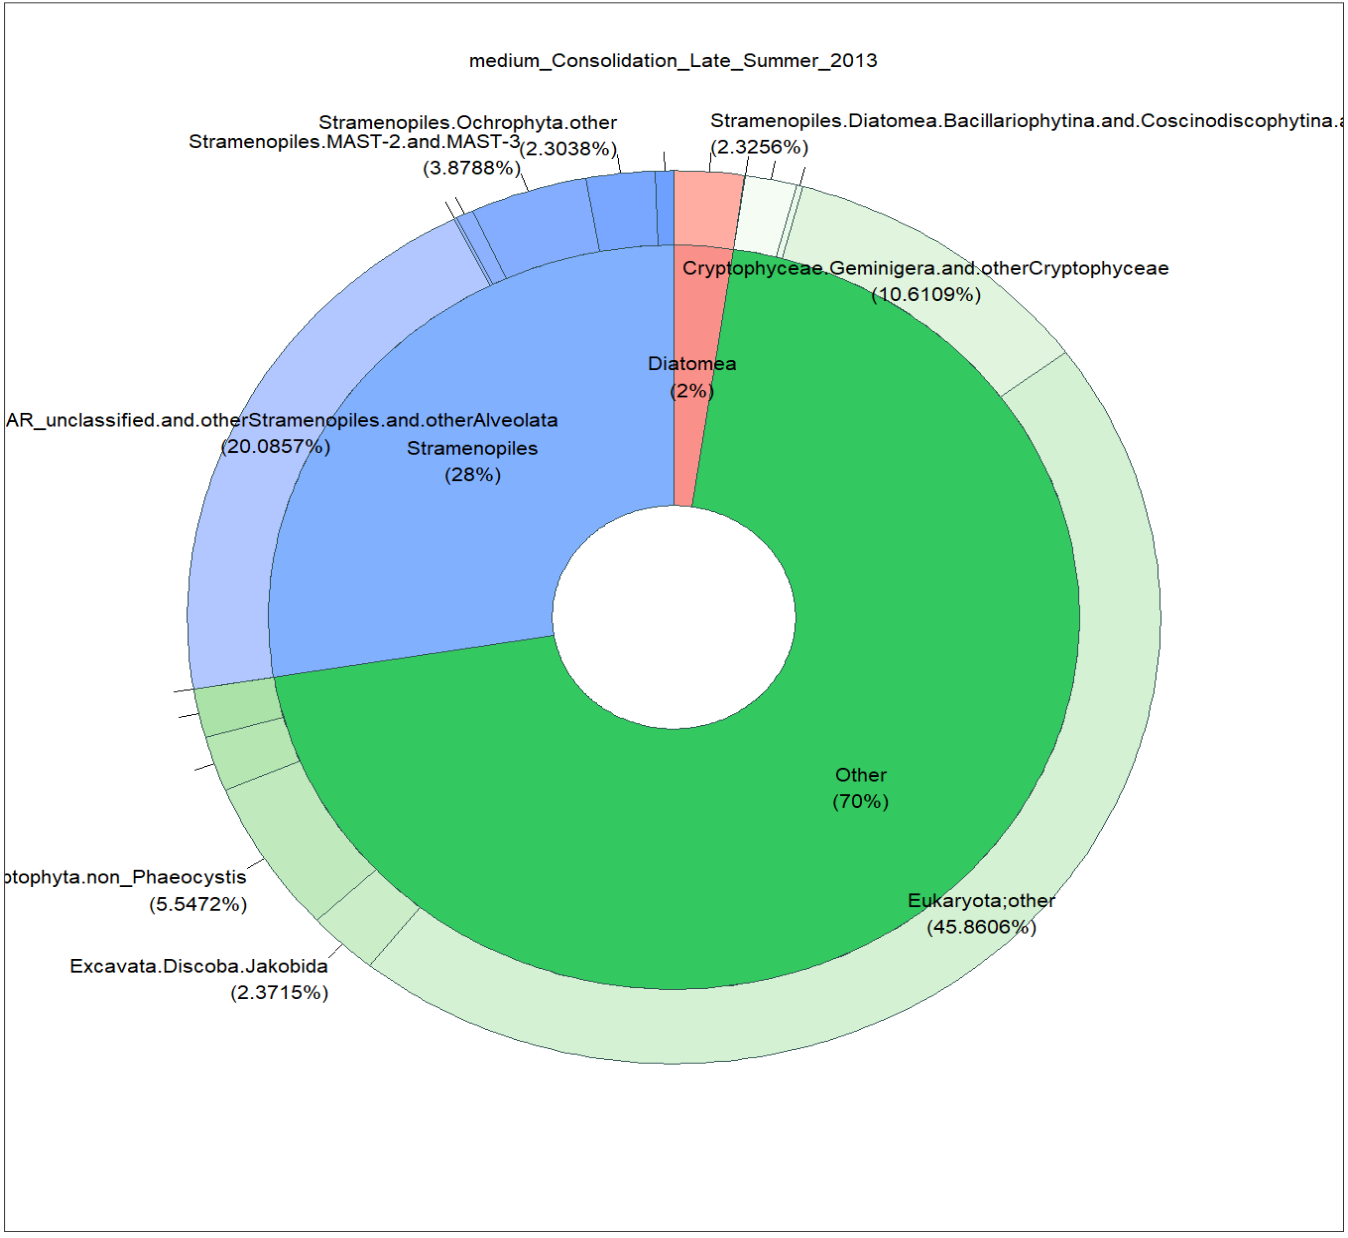 medium_Consolidation_Late_Summer_2013
Stramenopiles.Ochrophyta.other
(2.3038%)
Stramenopiles.MAST-2.and.MAST-3
(3.8788%)
Stramenopiles.Diatomea.Bacillariophytina.and.Coscinodiscophytina.a
(2.3256%)
Cryptophyceae.Geminigera.and.otherCryptophyceae
(10.6109%)
Diatomea
(2%)
AR_unclassified.and.otherStramenopiles.and.otherAlveolata
(20.0857%)
Stramenopiles
(28%)
Other
(70%)
ptophyta.non_Phaeocystis
(5.5472%)
Eukaryota;other
(45.8606%)
Excavata.Discoba.Jakobida
(2.3715%)